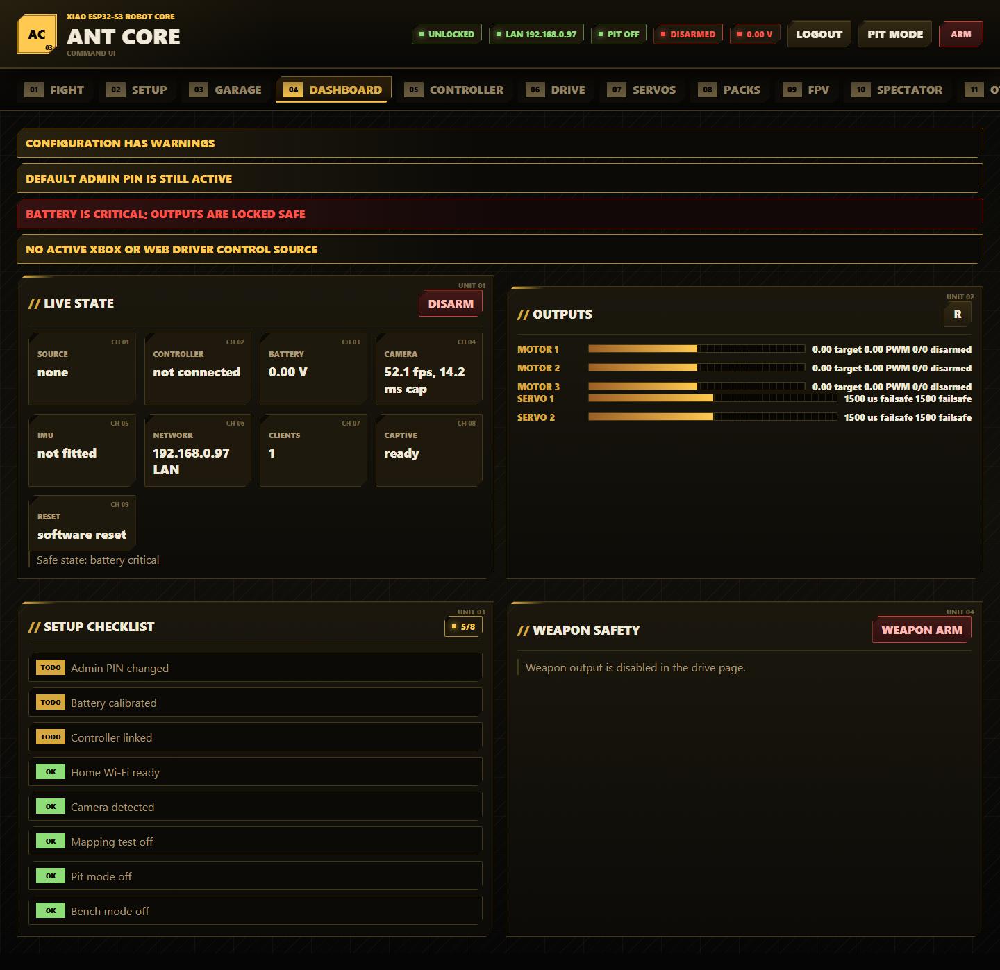 AC
03
XIAO ESP32-S3 ROBOT CORE
ANT CORE
COMMAND UI
UNLOCKED
LAN 192.168.0.97
PIT OFF
DISARMED
0.00 V
LOGOUT
PIT MODE
ARM
01 FIGHT
02 SETUP
03 GARAGE
04 DASHBOARD
05 CONTROLLER
06 DRIVE
07 SERVOS
08 PACKS
09 FPV
10 SPECTATOR
11
CONFIGURATION HAS WARNINGS
DEFAULT ADMIN PIN IS STILL ACTIVE
BATTERY IS CRITICAL; OUTPUTS ARE LOCKED SAFE
NO ACTIVE XBOX OR WEB DRIVER CONTROL SOURCE
UNIT 01
// LIVE STATE
DISARM
CH 01
SOURCE
none
CH 02
CONTROLLER
not connected
CH 03
BATTERY
0.00 V
CH 04
CAMERA
52.1 fps, 14.2
ms cap
CH 05
IMU
not fitted
CH 06
NETWORK
192.168.0.97
LAN
CH 07
CLIENTS
1
CH 08
CAPTIVE
ready
CH 09
RESET
software reset
Safe state: battery critical
UNIT 02
// OUTPUTS
R
MOTOR 1 0.00 target 0.00 PWM 0/0 disarmed
MOTOR 2 0.00 target 0.00 PWM 0/0 disarmed
MOTOR 3 0.00 target 0.00 PWM 0/0 disarmed
SERVO 1 1500 us failsafe 1500 failsafe
SERVO 2 1500 us failsafe 1500 failsafe
UNIT 03
// SETUP CHECKLIST
5/8
TODO Admin PIN changed
TODO Battery calibrated
TODO Controller linked
OK Home Wi-Fi ready
OK Camera detected
OK Mapping test off
OK Pit mode off
OK Bench mode off
UNIT 04
// WEAPON SAFETY
WEAPON ARM
Weapon output is disabled in the drive page.